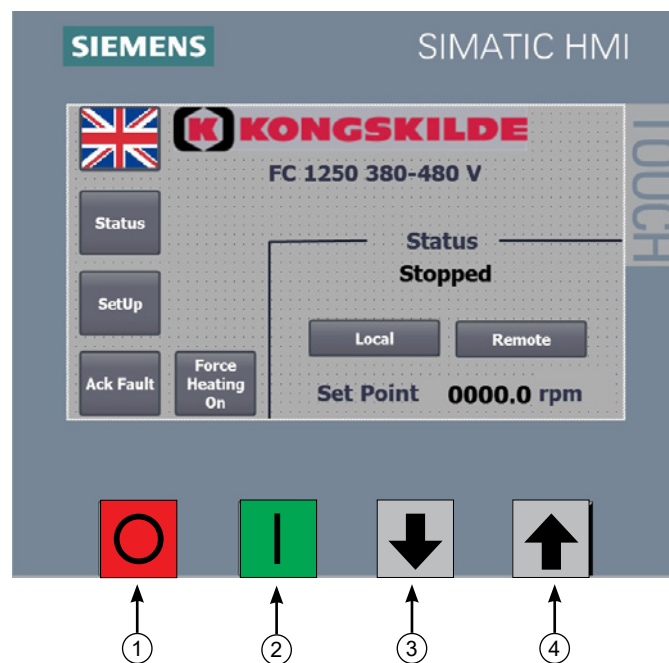 SIEMENS
SIMATIC HMI
TOUCH
K KONGSKILDE
FC 1250 380-480 V
Status
Status
Stopped
SetUp
Local
Remote
Ack Fault
Force
Heating
On
Set Point 0000.0 rpm
1 2 3 4